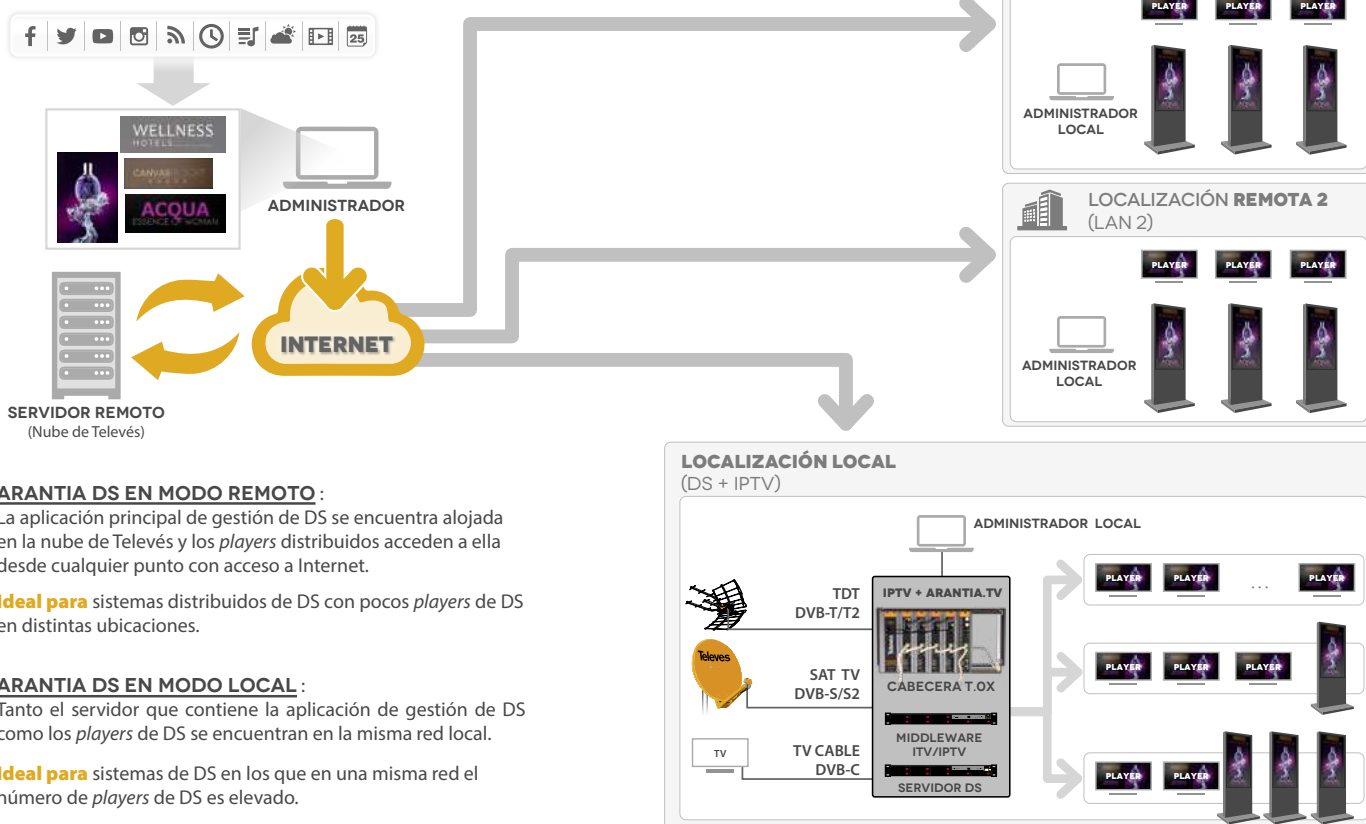 25
WELLNESS
HOTELS
ACQUA
ESSENCE OF WOMAN
ADMINISTRADOR
INTERNET
SERVIDOR REMOTO
(Nube de Televés)
PLAYER PLAYER PLAYER
ADMINISTRADOR
LOCAL
LOCALIZACIÓN REMOTA 2
(LAN 2)
PLAYER PLAYER PLAYER
ADMINISTRADOR
LOCAL
ARANTIA DS EN MODO REMOTO :
La aplicación principal de gestión de DS se encuentra alojada
en la nube de Televés y los players distribuidos acceden a ella
desde cualquier punto con acceso a Internet.
Ideal para sistemas distribuidos de DS con pocos players de DS
en distintas ubicaciones.
ARANTIA DS EN MODO LOCAL :
Tanto el servidor que contiene la aplicación de gestión de DS
como los players de DS se encuentran en la misma red local.
Ideal para sistemas de DS en los que en una misma red el
número de players de DS es elevado.
LOCALIZACIÓN LOCAL
(DS + IPTV)
ADMINISTRADOR LOCAL
TDT
DVB-T/T2
Televes
SAT TV
DVB-S/S2
TV
TV CABLE
DVB-C
IPTV + ARANTIA.TV
CABECERA T.OX
MIDDLEWARE
ITV/IPTV
SERVIDOR DS
PLAYER PLAYER ... PLAYER
PLAYER PLAYER PLAYER
PLAYER PLAYER